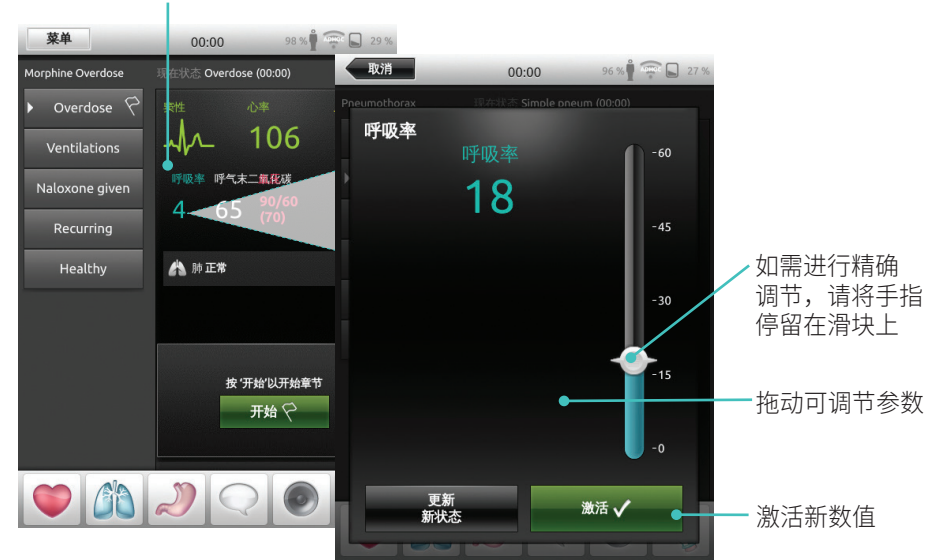 菜单
00:00
98 %
29 %
Morphine Overdose
现在状态 Overdose (00:00)
Overdose
Ventilations
Naloxone given
Recurring
Healthy
心率
106
呼吸率
呼气末二氧化碳
4
65
90/60
(70)
肺 正常
按 '开始'以开始章节
开始
取消
00:00
96 %
27 %
Pneumothorax
现在状态 Simple pneum (00:00)
呼吸率
呼吸率
18
-60
-45
-30
-15
-0
更新
新状态
激活
如需进行精确
调节，请将手指
停留在滑块上
拖动可调节参数
激活新数值